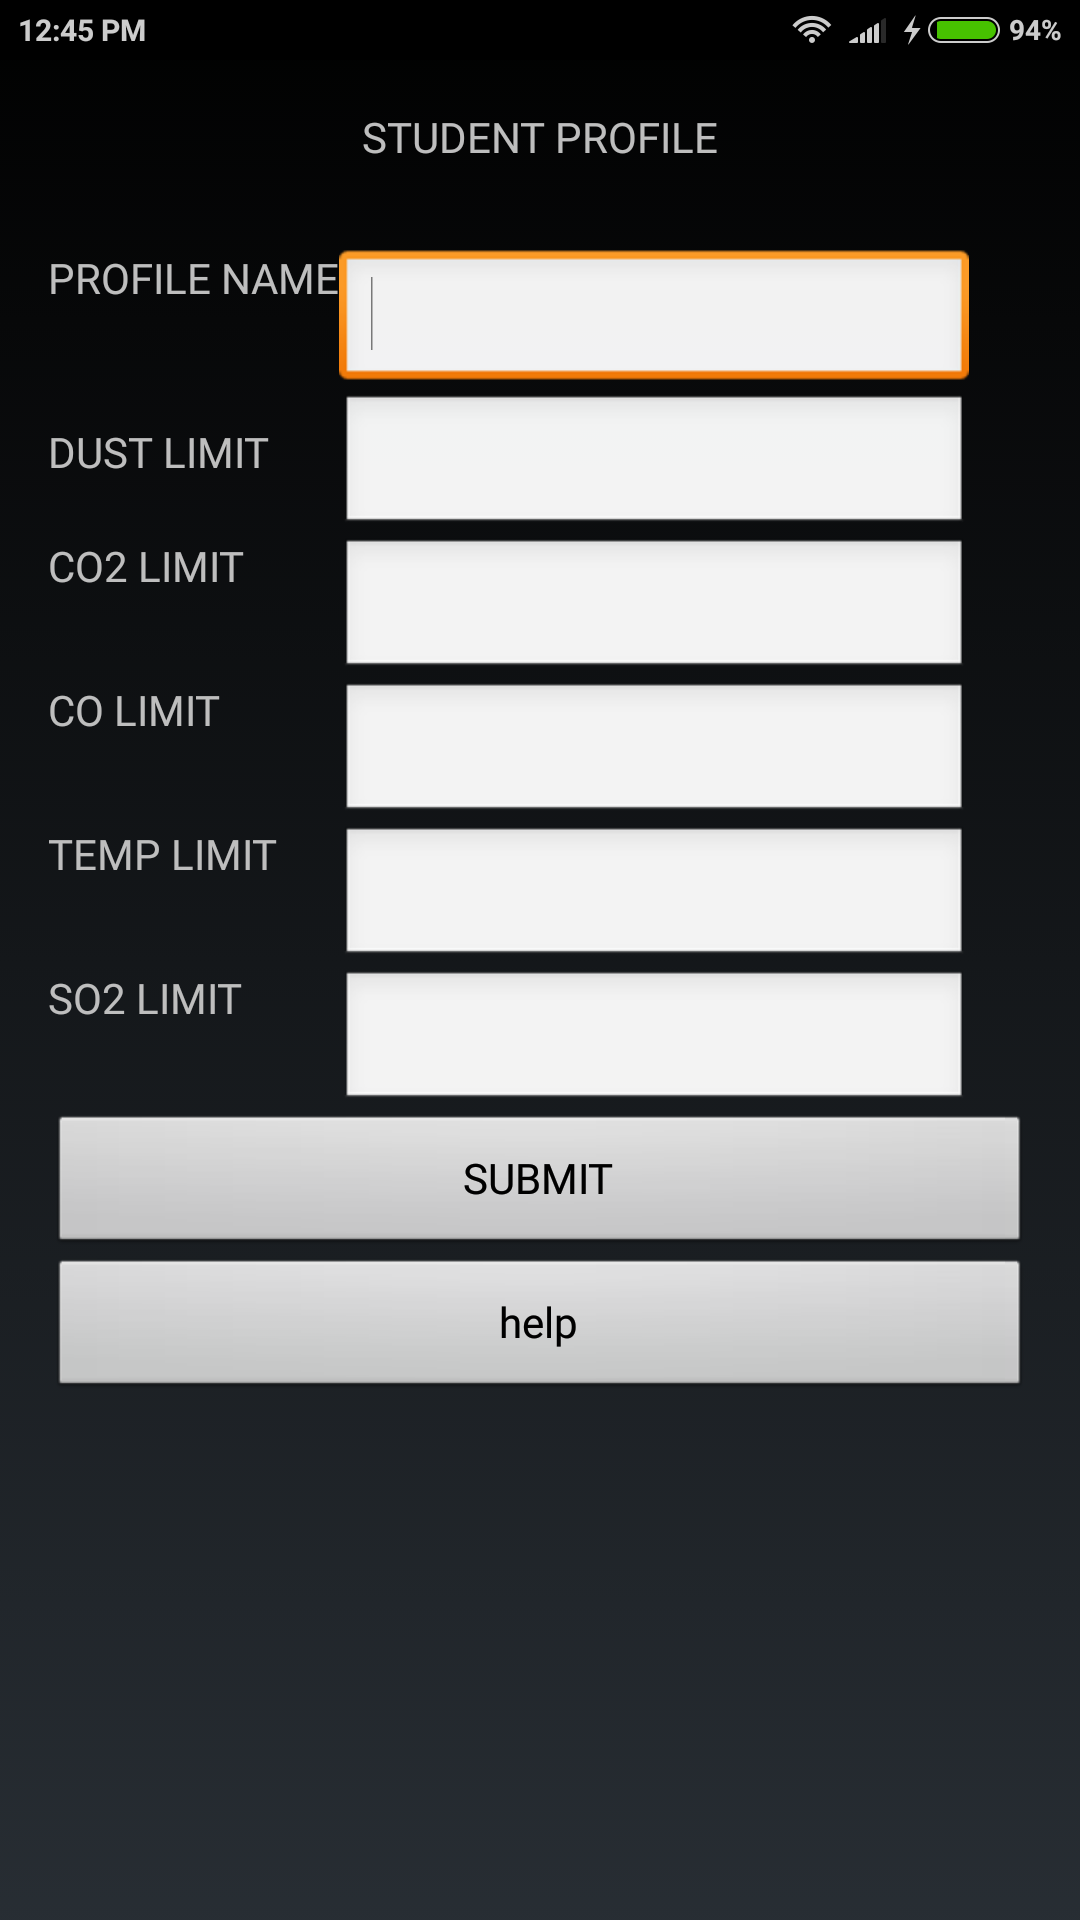 12:45 PM 94%
STUDENT PROFILE
PROFILE NAME
DUST LIMIT
CO2 LIMIT
CO LIMIT
TEMP LIMIT
SO2 LIMIT
SUBMIT
help